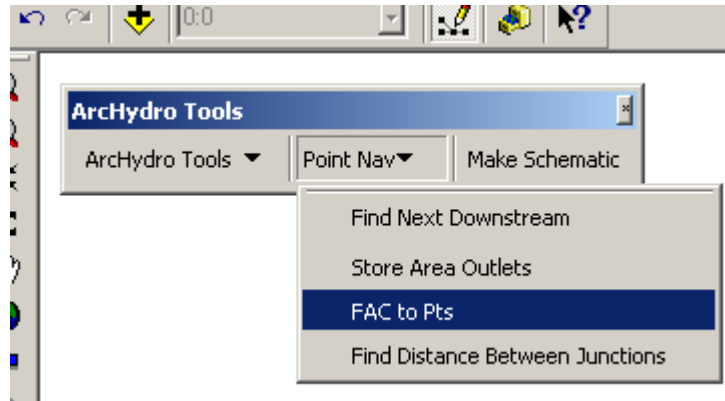 0:0
ArcHydro Tools
ArcHydro Tools Point Nav Make Schematic
Find Next Downstream
Store Area Outlets
FAC to Pts
Find Distance Between Junctions